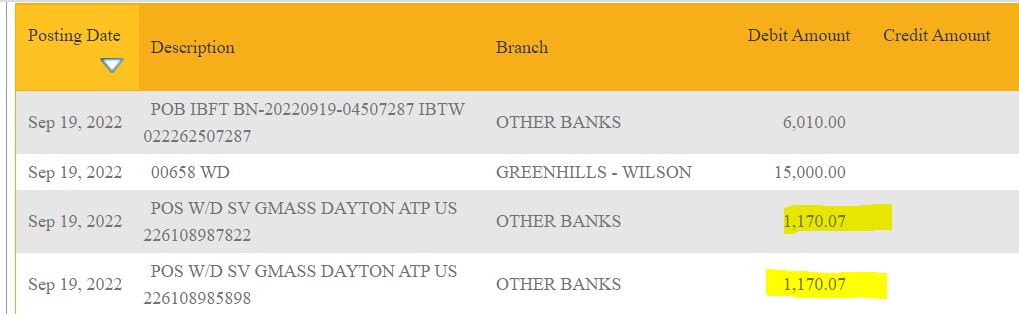 Posting Date Description Branch Debit Amount Credit Amount
POB IBFT BN-20220919-04507287 IBTW
Sep 19, 2022 OTHER BANKS 6,010.00
022262507287
Sep 19, 2022 00658 WD GREENHILLS - WILSON 15,000.00
POS W/D SV GMASS DAYTON ATP US
Sep 19, 2022 OTHER BANKS 1,170.07
226108987822
POS W/D SV GMASS DAYTON ATP US
Sep 19, 2022 OTHER BANKS 1,170.07
226108985898